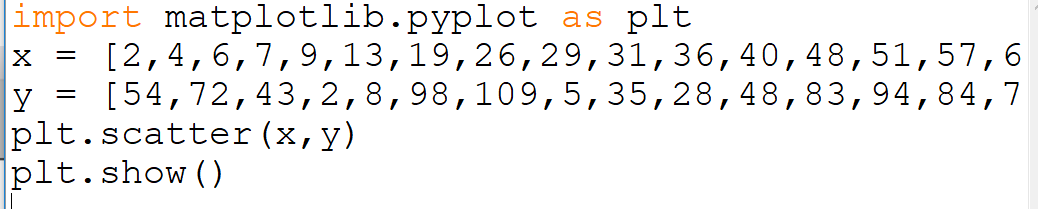 import matplotlib.pyplot as plt
x = [2,4,6,7,9,13,19,26,29,31,36,40,48,51,57,6
y = [54,72,43,2,8,98,109,5,35,28,48,83,94,84,7
plt.scatter(x,y)
plt.show()